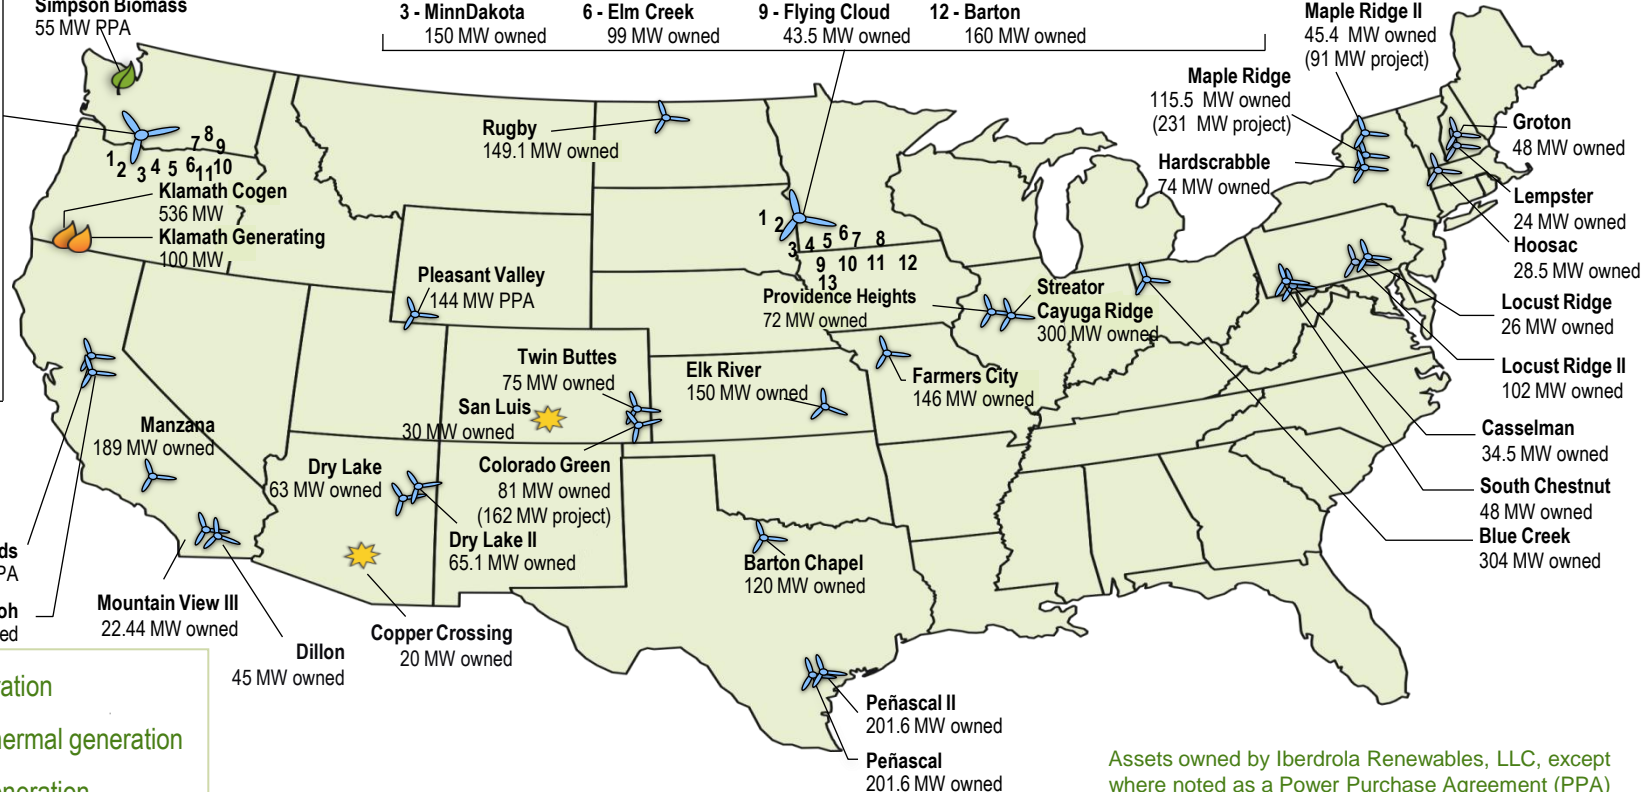 Simpson Biomass
55 MW PPA
3 - MinnDakota
150 MW owned
6 - Elm Creek
99 MW owned
9 - Flying Cloud
43.5 MW owned
12 - Barton
160 MW owned
Maple Ridge II
45.4 MW owned
(91 MW project)
Maple Ridge
115.5 MW owned
(231 MW project)
Hardscrabble
74 MW owned
Groton
48 MW owned
Lempster
24 MW owned
Hoosac
28.5 MW owned
Locust Ridge
26 MW owned
Locust Ridge II
102 MW owned
Casselman
34.5 MW owned
South Chestnut
48 MW owned
Blue Creek
304 MW owned
Rugby
149.1 MW owned
1 2 3 4 5 6 7 8 9 10 11
Klamath Cogen
536 MW
Klamath Generating
100 MW
1 2 3 4 5 6 7 8
9 10 11 12
13
Pleasant Valley
144 MW PPA
Providence Heights
72 MW owned
Streator
Cayuga Ridge
300 MW owned
Twin Buttes
75 MW owned
Elk River
150 MW owned
Farmers City
146 MW owned
San Luis
30 MW owned
Manzana
189 MW owned
Dry Lake
63 MW owned
Colorado Green
81 MW owned
(162 MW project)
Dry Lake II
65.1 MW owned
Barton Chapel
120 MW owned
ds
PA
oh
ed
Mountain View III
22.44 MW owned
Dillon
45 MW owned
Copper Crossing
20 MW owned
Peñascal II
201.6 MW owned
Peñascal
201.6 MW owned
ration
hermal generation
eneration
Assets owned by Iberdrola Renewables, LLC, except
where noted as a Power Purchase Agreement (PPA)